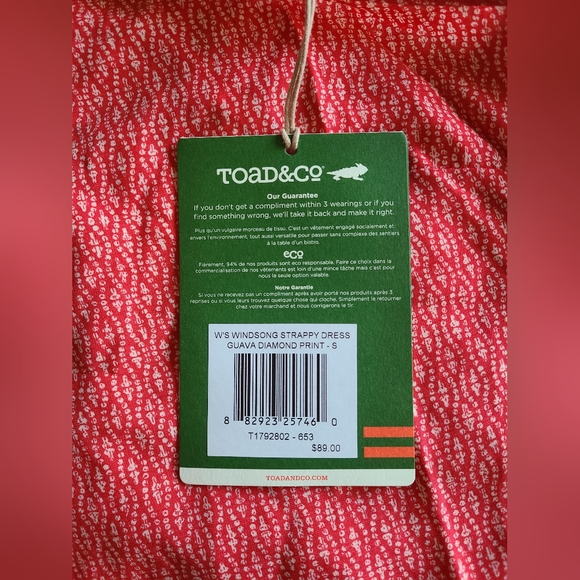 TOAD&CO®
Our Guarantee
If you don't get a compliment within 3 wearings or if you
find something wrong, we'll take it back and make it right.
Plus qu'un vulgaire morceau de tissu. C'est un vêtement engagé socialement et
envers l'environnement, tout aussi versatile pour passer sans complexe des sentiers
à la table d'un bistro.
eco
Fièrement, 94% de nos produits sont eco responsable. Faire ce choix dans la
commercialisation de nos vêtements est loin d'une mince tâche mais c'est pour
nous la seule option valable.
Notre Garantie
Si vous ne recevez pas un compliment après avoir porté nos produits après 3
reprises ou si vous leurs trouvez quelque chose qui cloche. Simplement le retourner
chez votre marchand et nous corrigerons le tir.
W'S WINDSONG STRAPPY DRESS
GUAVA DIAMOND PRINT - S
8 82923 25746 0
T1792802 - 653
$89.00
TOADANDCO.COM